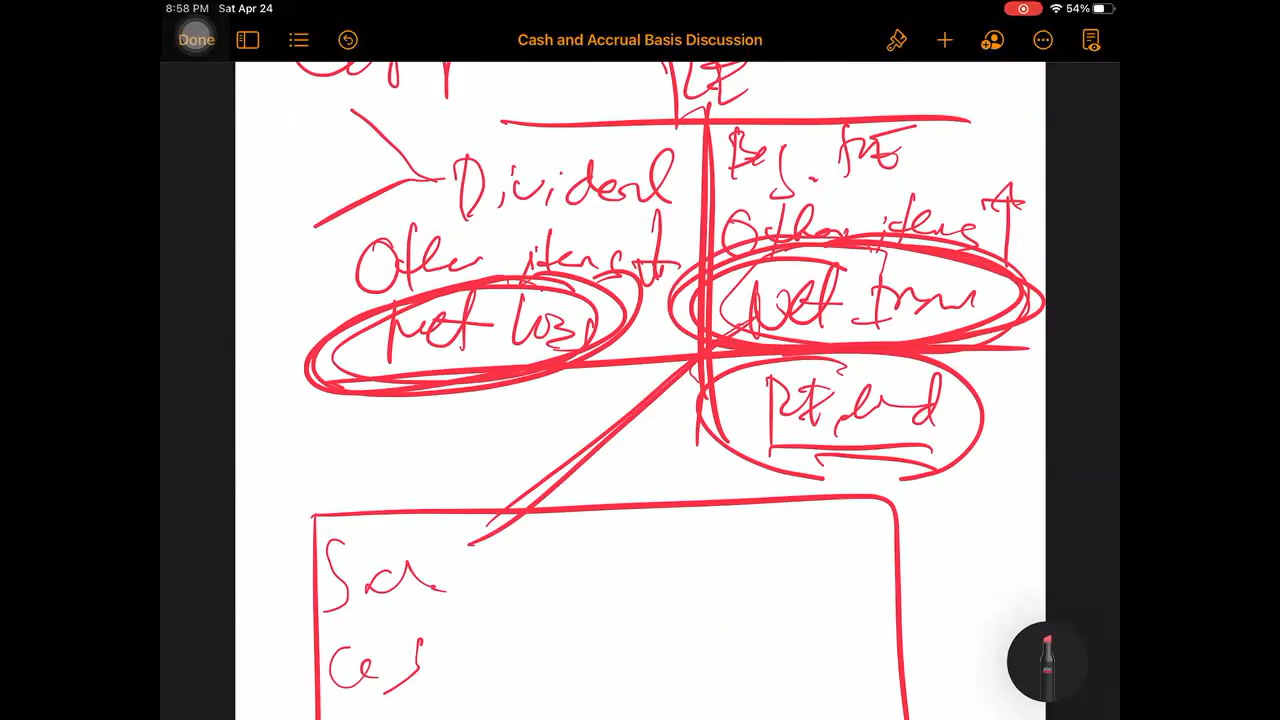 8:58 PM Sat Apr 24
54%
Done
Cash and Accrual Basis Discussion
RE
Dividend
Beg. RE
Other items
Other items
Net Loss
Net Income
RE, end
Sales